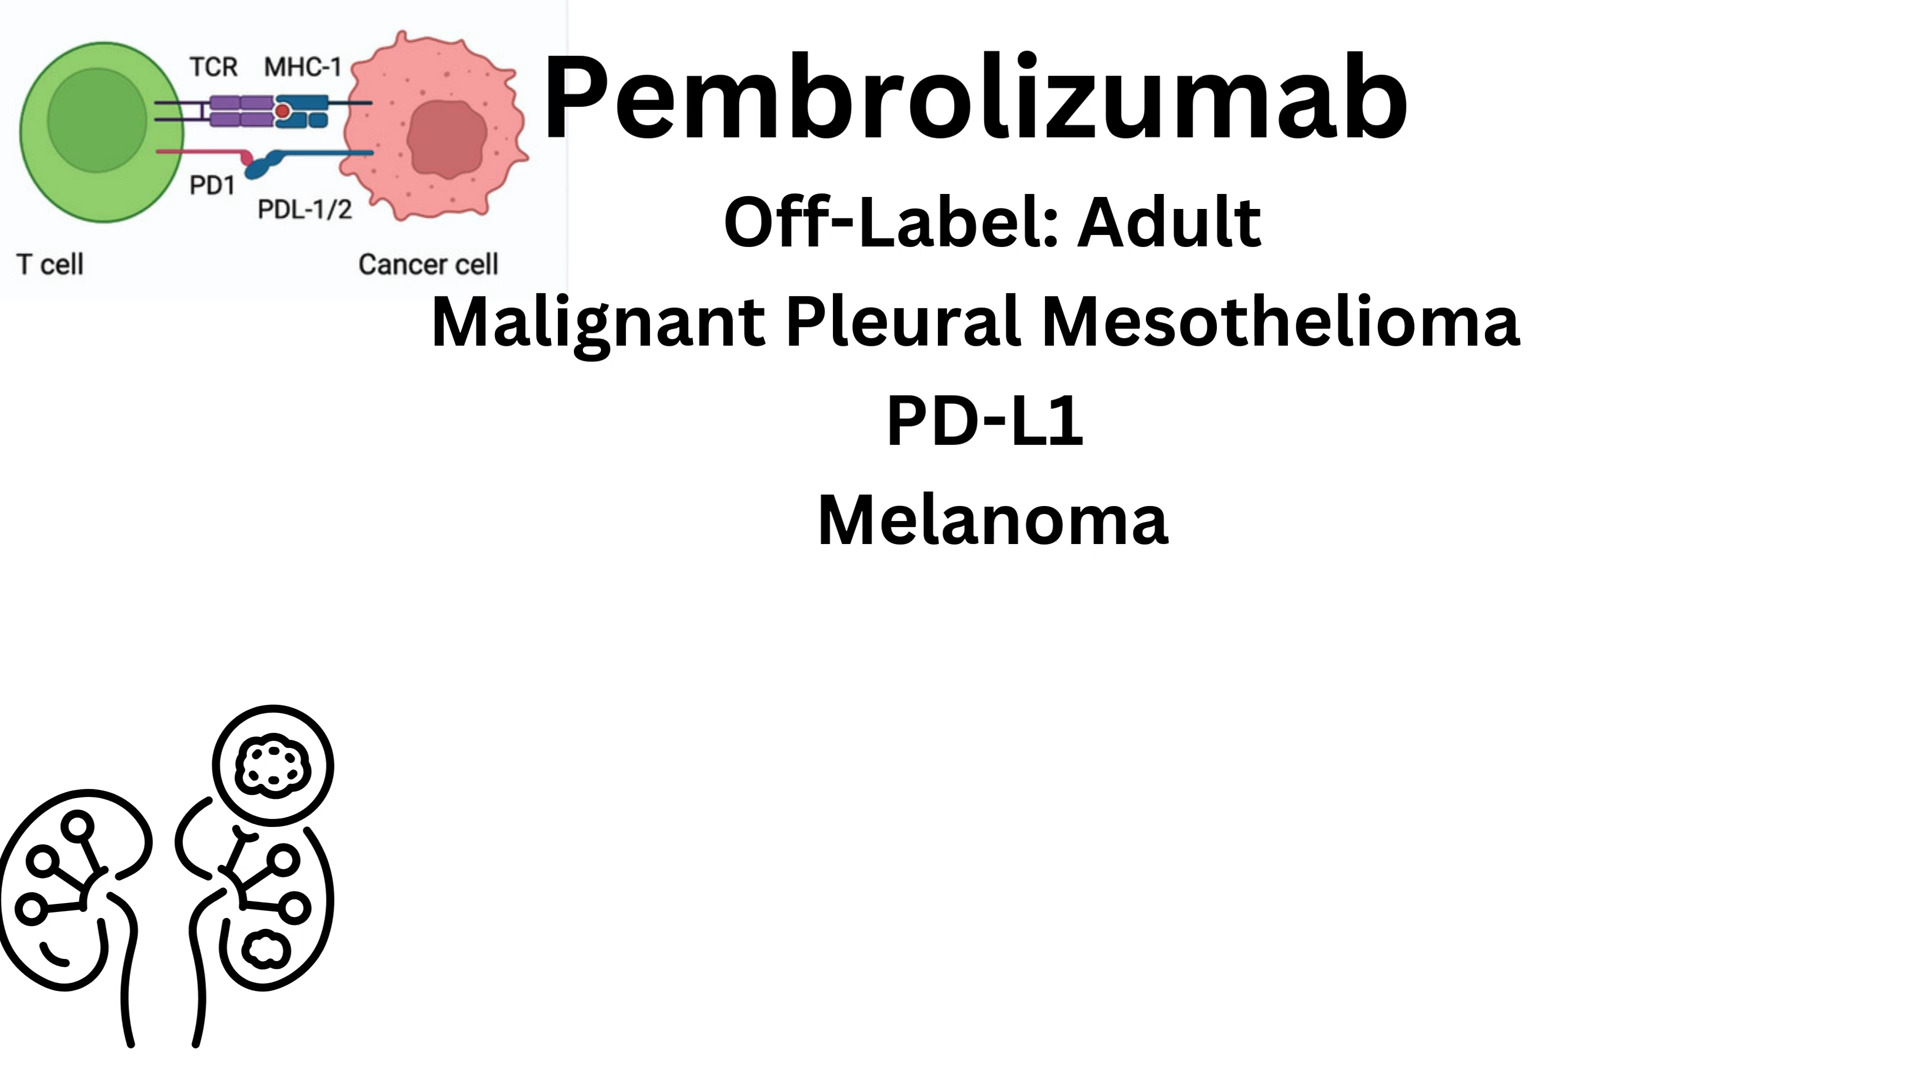 TCR MHC-1
PD1
PDL-1/2
T cell Cancer cell
Pembrolizumab
Off-Label: Adult
Malignant Pleural Mesothelioma
PD-L1
Melanoma